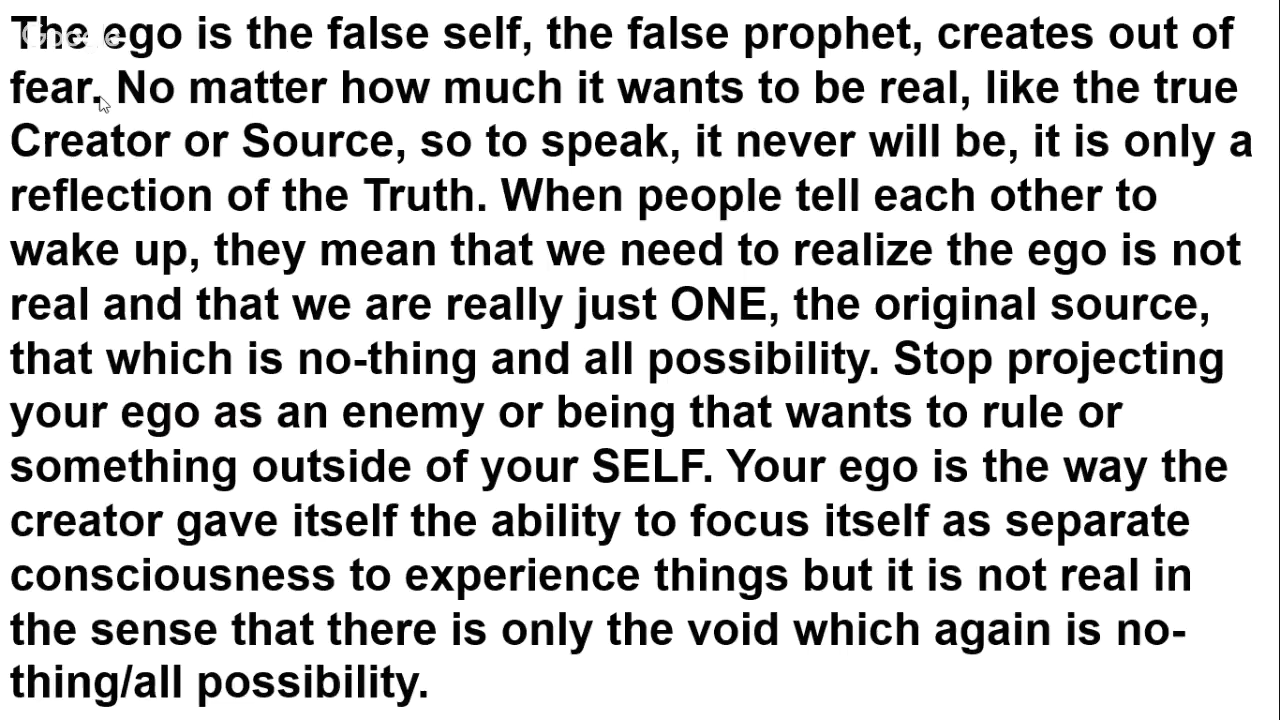 The ego is the false self, the false prophet, creates out of
fear. No matter how much it wants to be real, like the true
Creator or Source, so to speak, it never will be, it is only a
reflection of the Truth. When people tell each other to
wake up, they mean that we need to realize the ego is not
real and that we are really just ONE, the original source,
that which is no-thing and all possibility. Stop projecting
your ego as an enemy or being that wants to rule or
something outside of your SELF. Your ego is the way the
creator gave itself the ability to focus itself as separate
consciousness to experience things but it is not real in
the sense that there is only the void which again is no-
thing/all possibility.